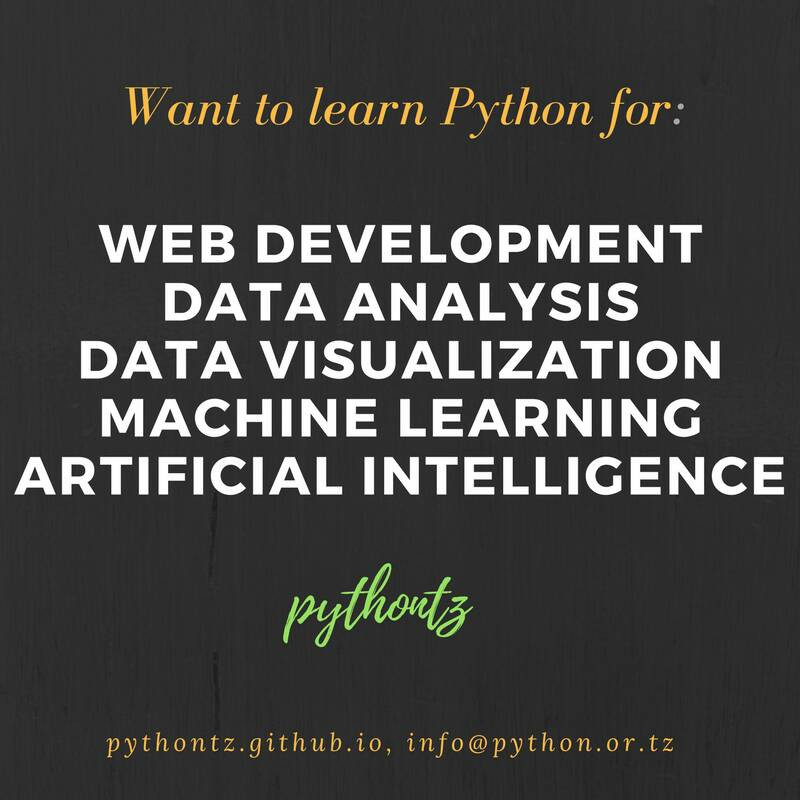 Want to learn Python for:
WEB DEVELOPMENT
DATA ANALYSIS
DATA VISUALIZATION
MACHINE LEARNING
ARTIFICIAL INTELLIGENCE
pythontz
pythontz.github.io, info@python.or.tz